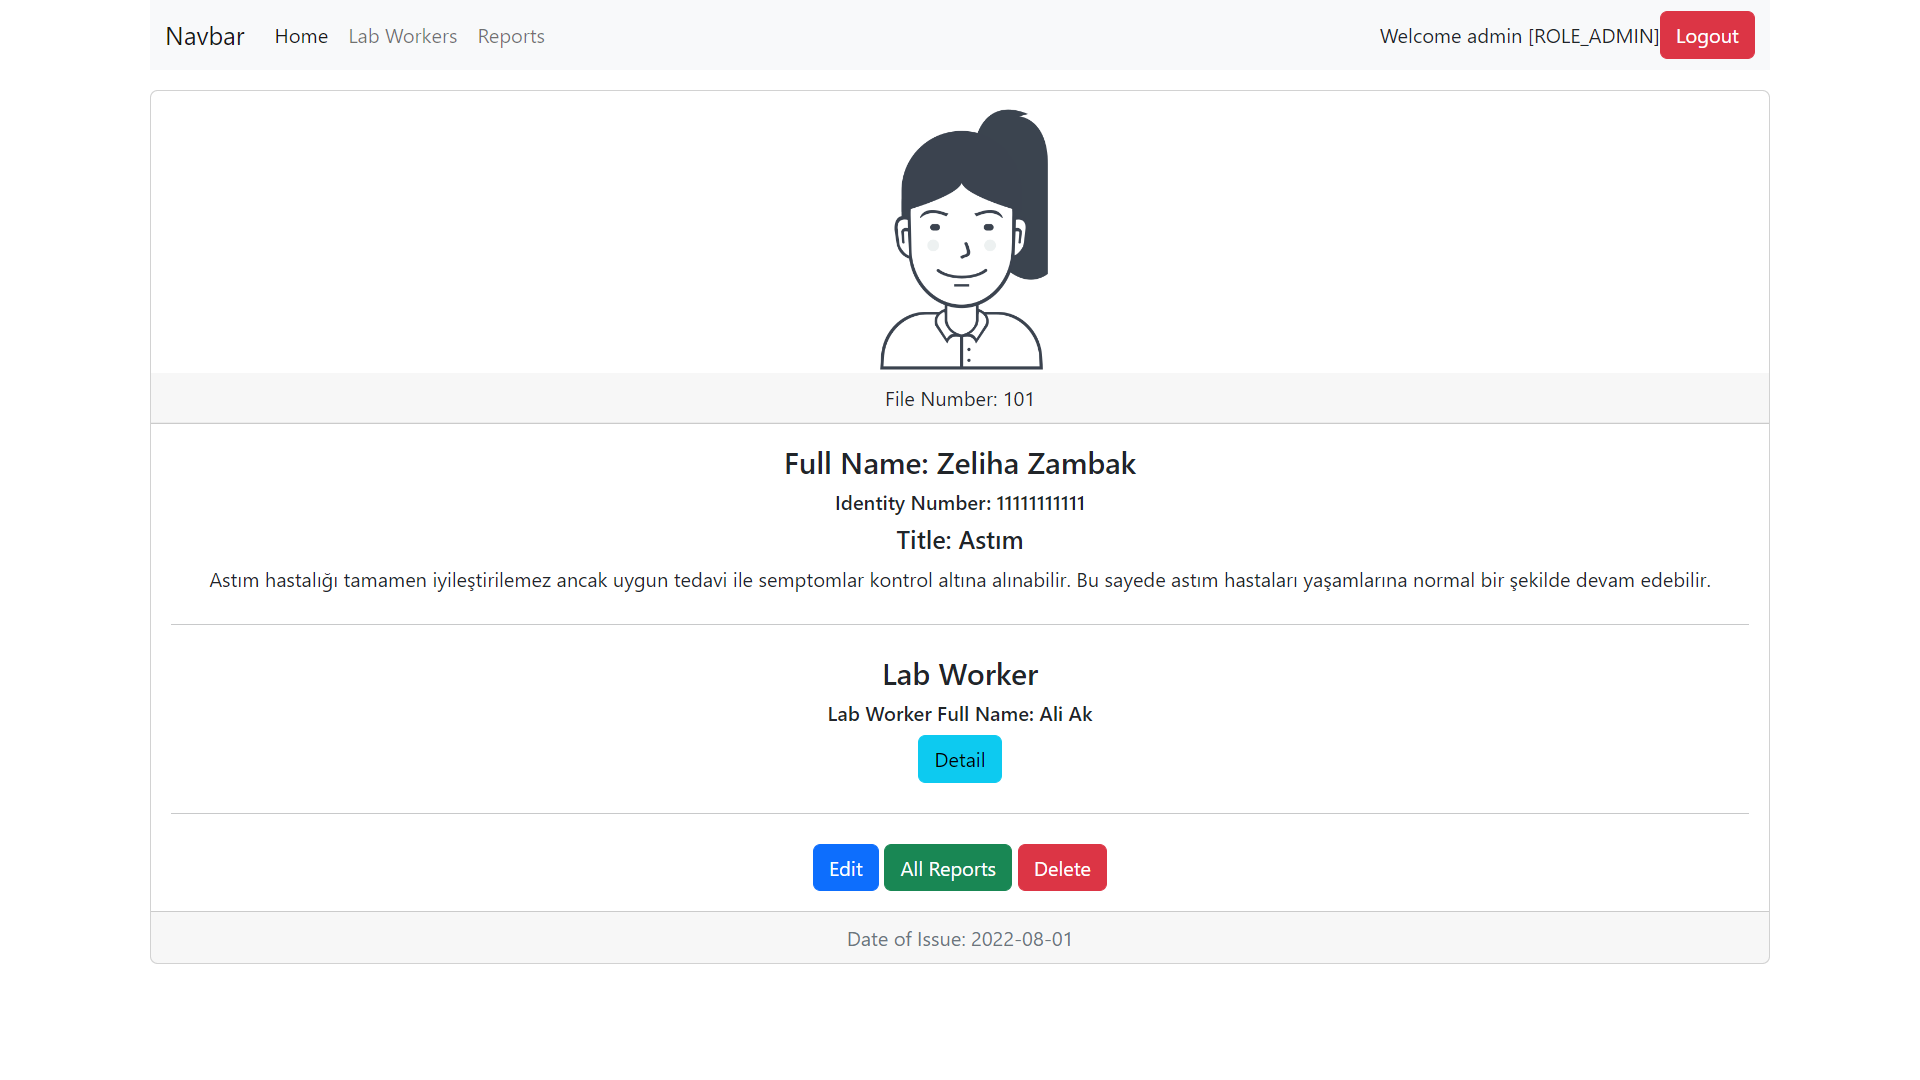 Navbar Home Lab Workers Reports Welcome admin [ROLE_ADMIN] Logout
File Number: 101
Full Name: Zeliha Zambak
Identity Number: 11111111111
Title: Astım
Astım hastalığı tamamen iyileştirilemez ancak uygun tedavi ile semptomlar kontrol altına alınabilir. Bu sayede astım hastaları yaşamlarına normal bir şekilde devam edebilir.
Lab Worker
Lab Worker Full Name: Ali Ak
Detail
Edit All Reports Delete
Date of Issue: 2022-08-01